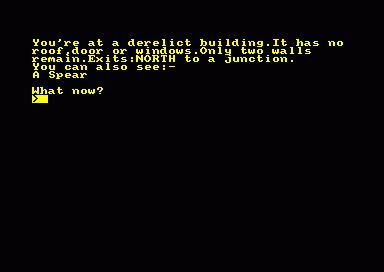 You're at a derelict building.It has no
roof,door or windows.Only two walls
remain.Exits:NORTH to a junction.
You can also see:-
A Spear
What now?
>